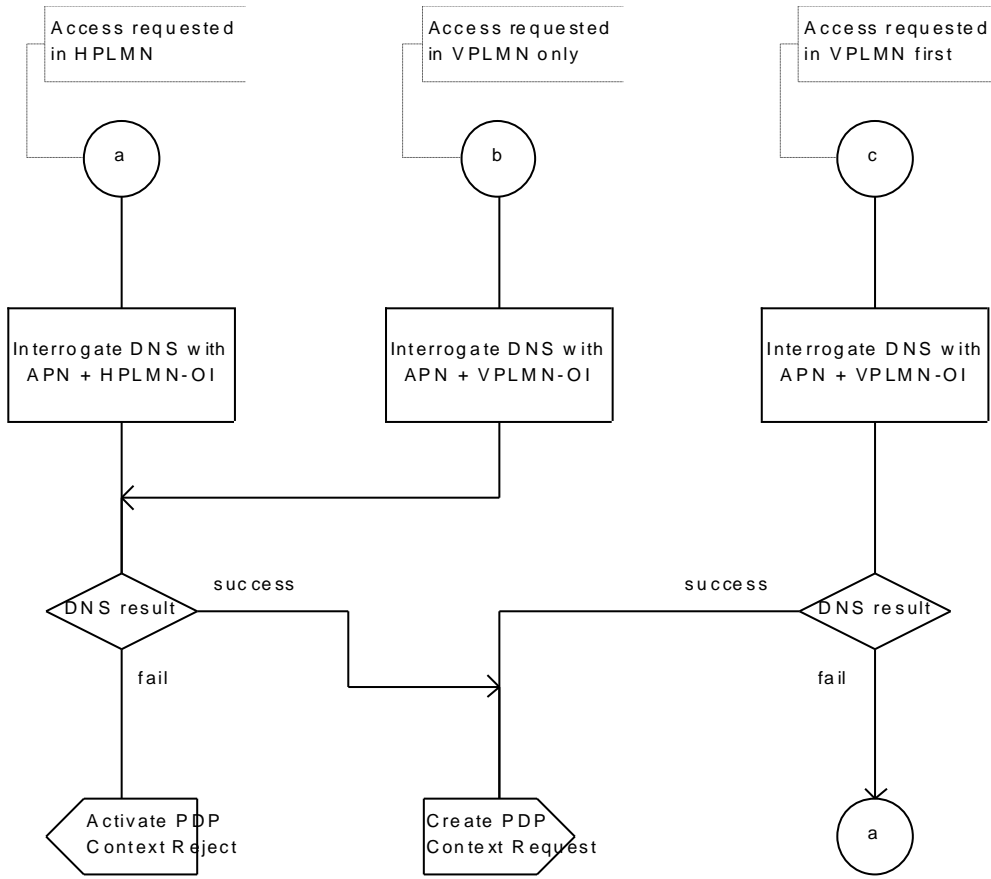 Access requested
in HPLMN
Access requested
in VPLMN only
Access requested
in VPLMN first
a
b
c
Interrogate DNS with
APN + HPLMN-OI
Interrogate DNS with
APN + VPLMN-OI
Interrogate DNS with
APN + VPLMN-OI
success
success
DNS result
DNS result
fail
fail
Activate PDP
Context Reject
Create PDP
Context Request
a